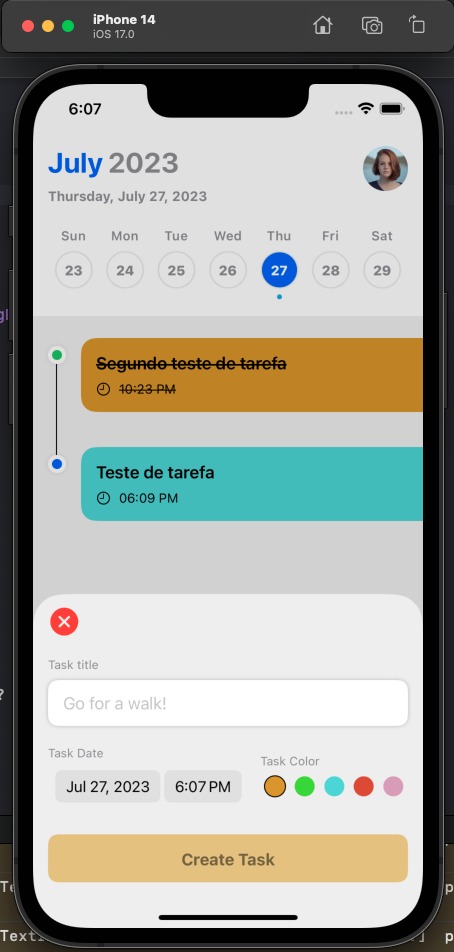 iPhone 14
iOS 17.0
6:07
July 2023
Thursday, July 27, 2023
Sun Mon Tue Wed Thu Fri Sat
23 24 25 26 27 28 29
Segundo teste de tarefa
10:23 PM
Teste de tarefa
06:09 PM
Task title
Go for a walk!
Task Date
Task Color
Jul 27, 2023 6:07 PM
Create Task